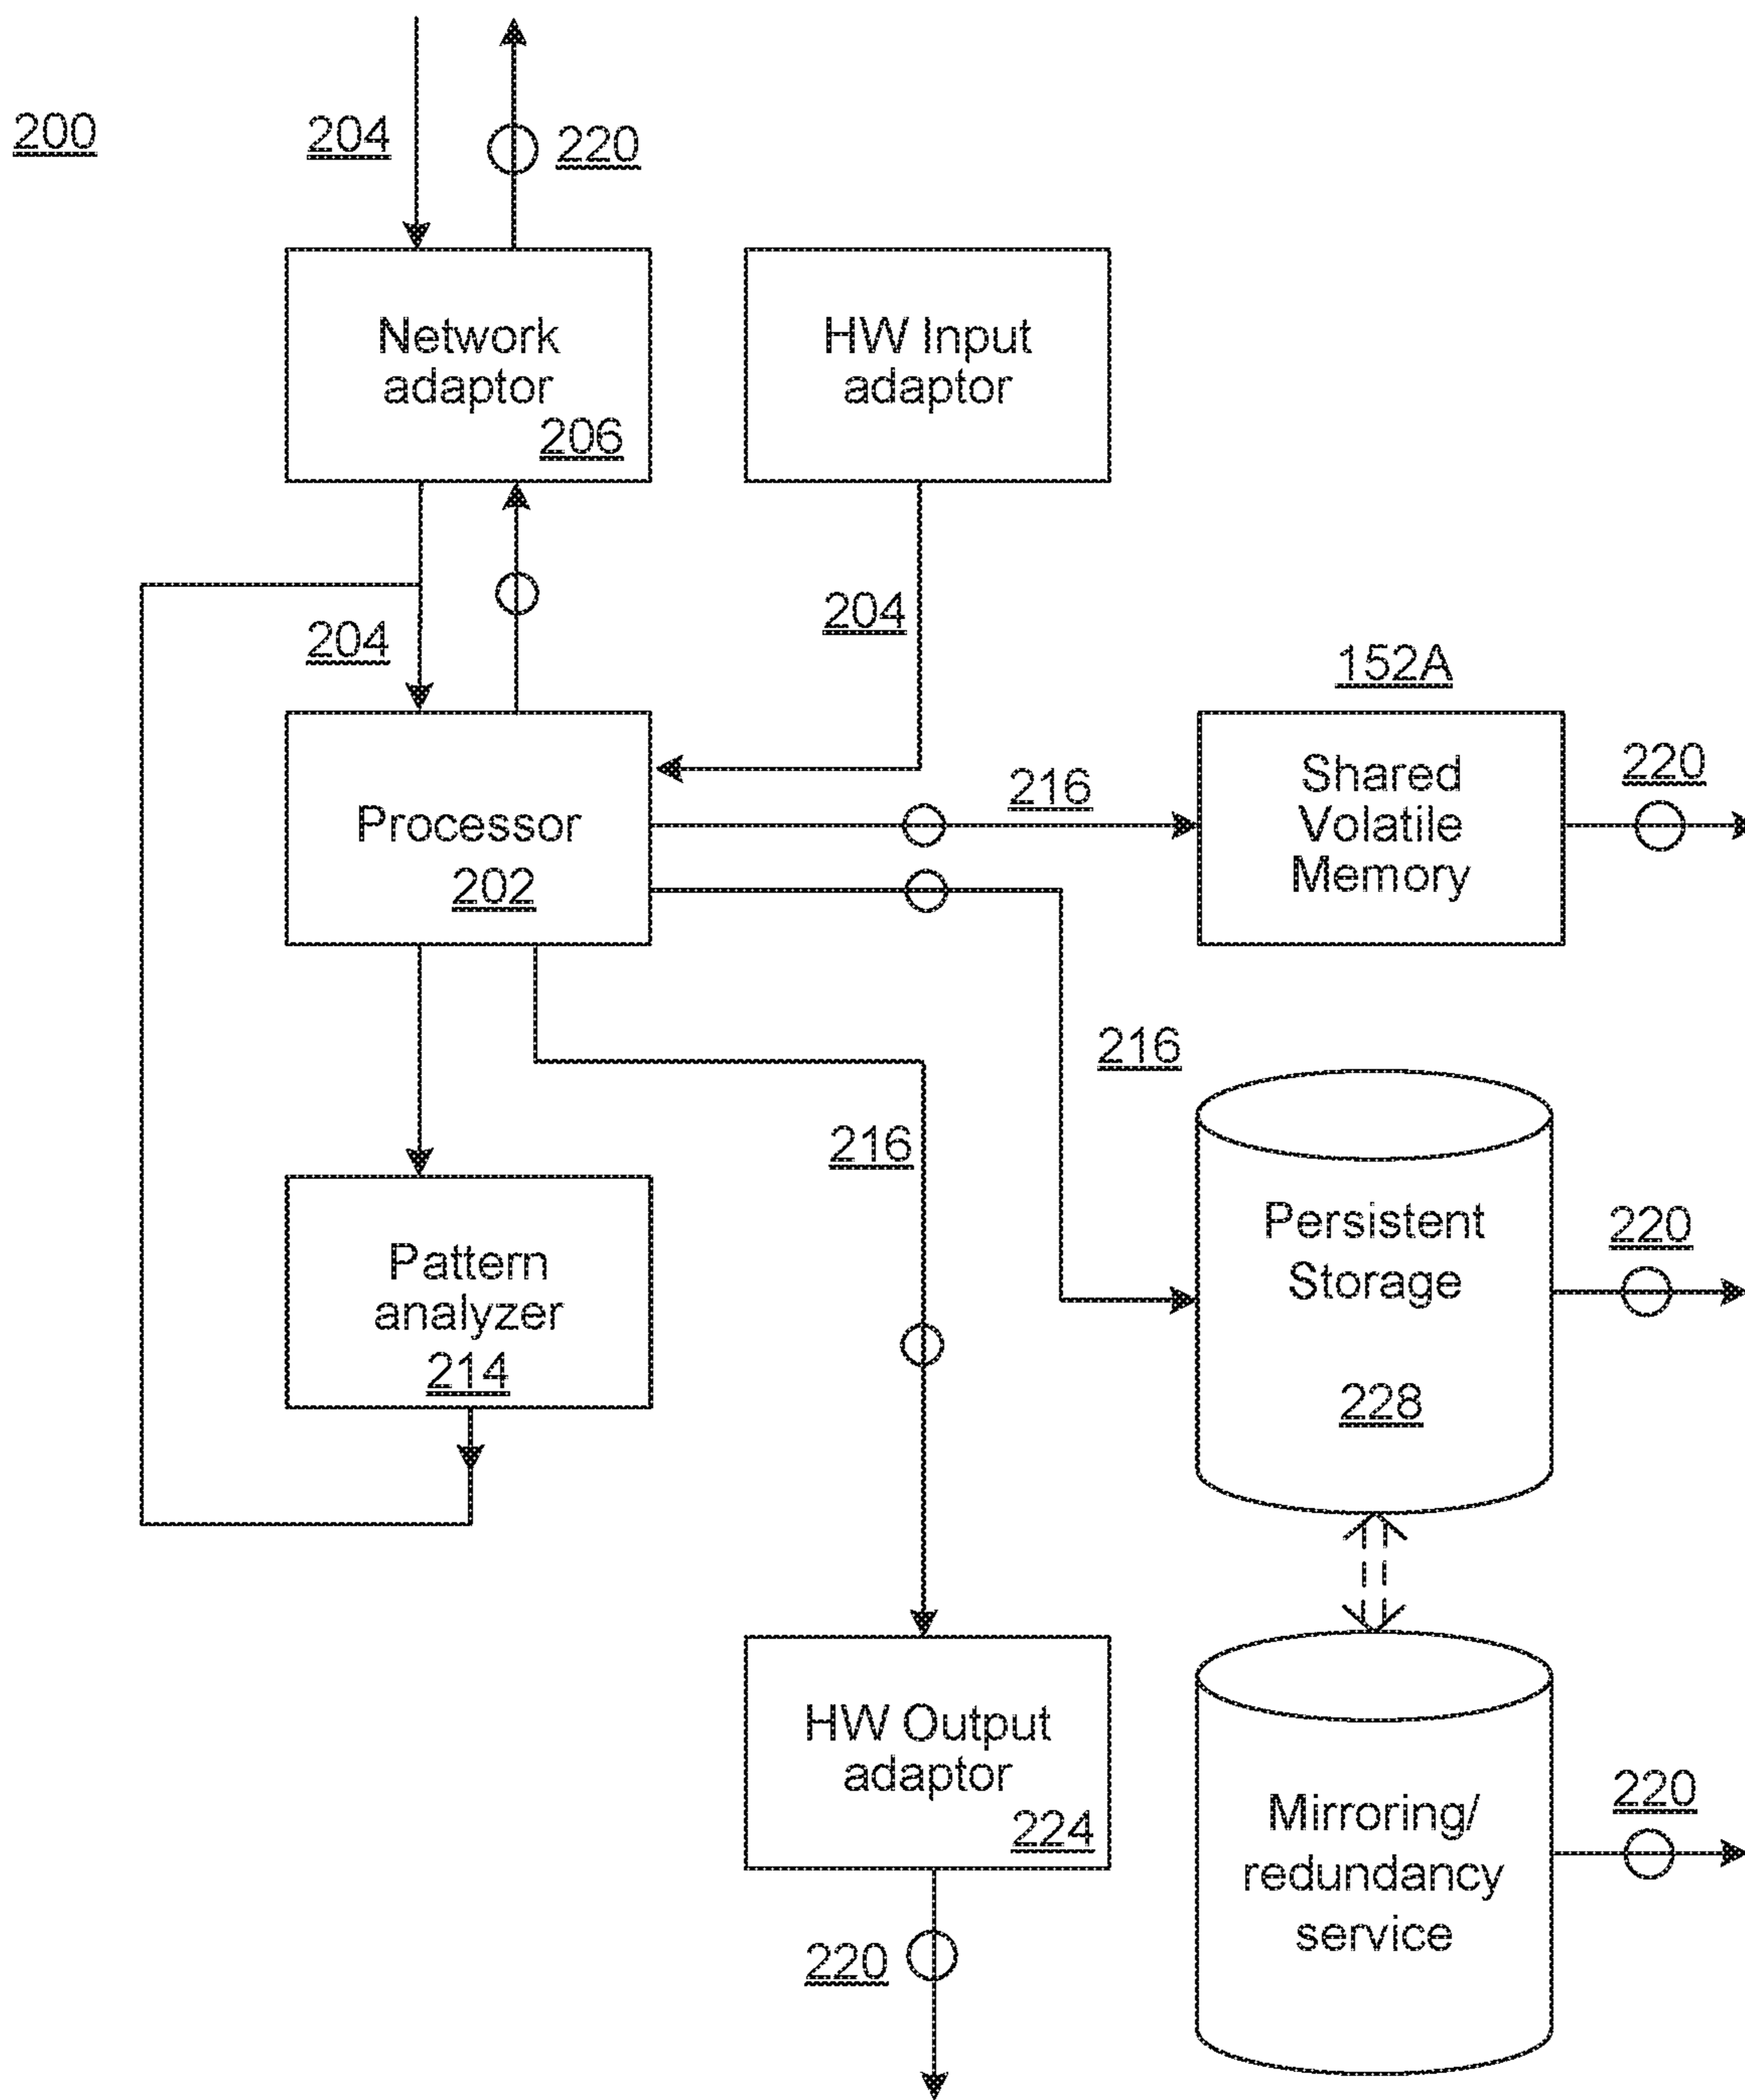 200
204
220
Network
adaptor
206
HW Input
adaptor
204
204
152A
Processor
202
216
Shared
Volatile
Memory
220
216
216
Pattern
analyzer
214
Persistent
Storage
228
220
HW Output
adaptor
224
220
Mirroring/
redundancy
service
220